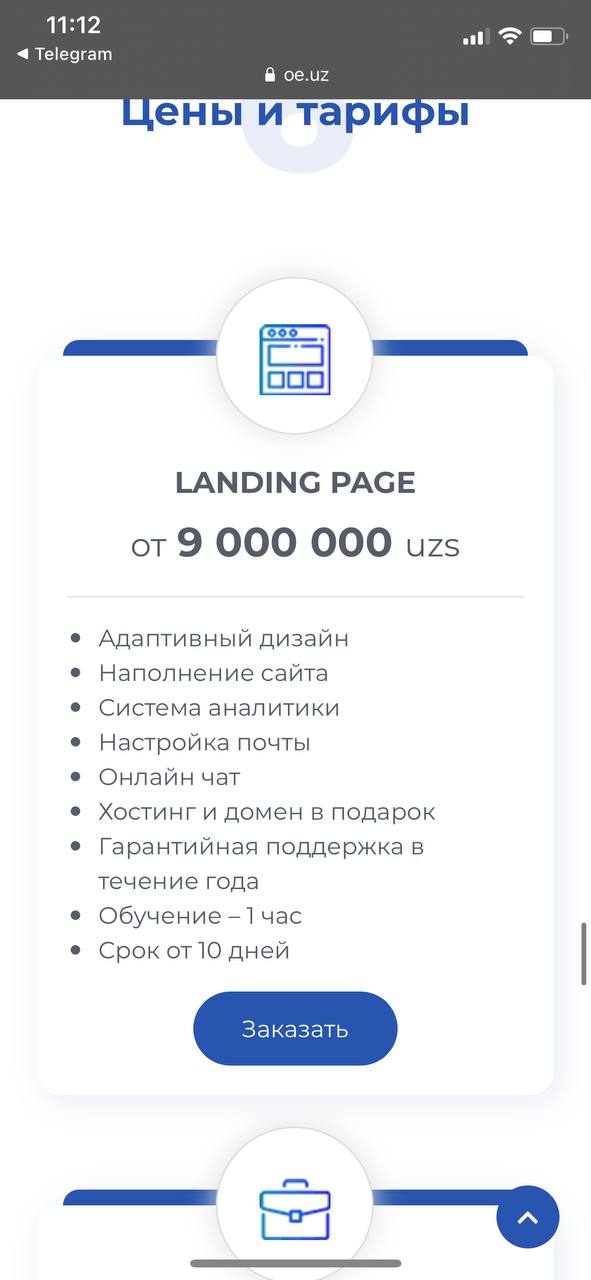 11:12
◀ Telegram
oe.uz
6
Цены и тарифы
LANDING PAGE
от 9 000 000 uzs
Адаптивный дизайн
Наполнение сайта
Система аналитики
Настройка почты
Онлайн чат
Хостинг и домен в подарок
Гарантийная поддержка в
течение года
Обучение – 1 час
Срок от 10 дней
Заказать